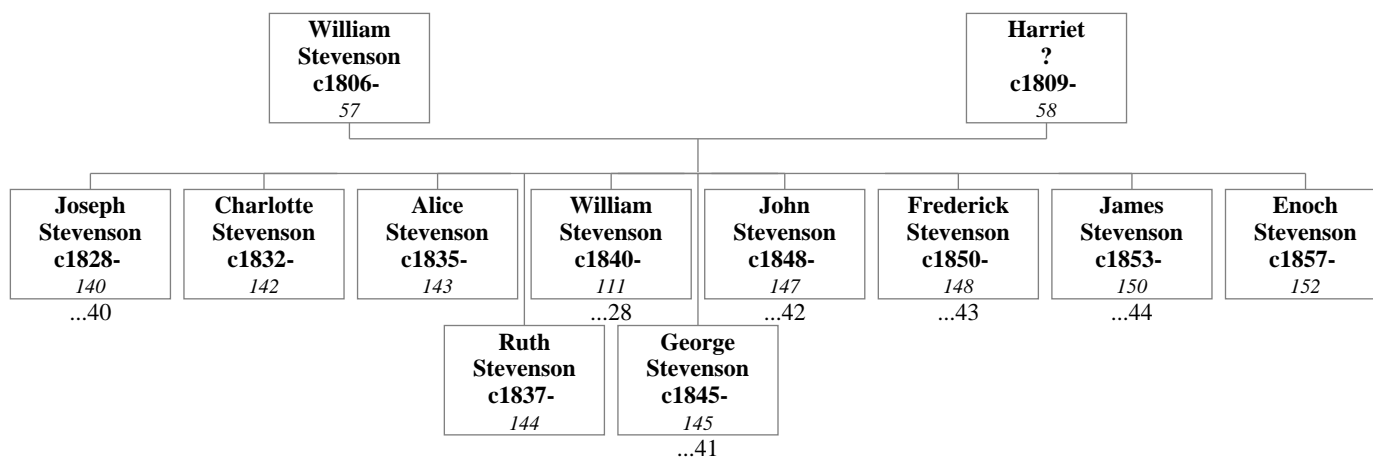 William
Stevenson
c1806-
57
Harriet
?
c1809-
58
Joseph
Stevenson
c1828-
140
...40
Charlotte
Stevenson
c1832-
142
Alice
Stevenson
c1835-
143
William
Stevenson
c1840-
111
...28
John
Stevenson
c1848-
147
...42
Frederick
Stevenson
c1850-
148
...43
James
Stevenson
c1853-
150
...44
Enoch
Stevenson
c1857-
152
Ruth
Stevenson
c1837-
144
George
Stevenson
c1845-
145
...41